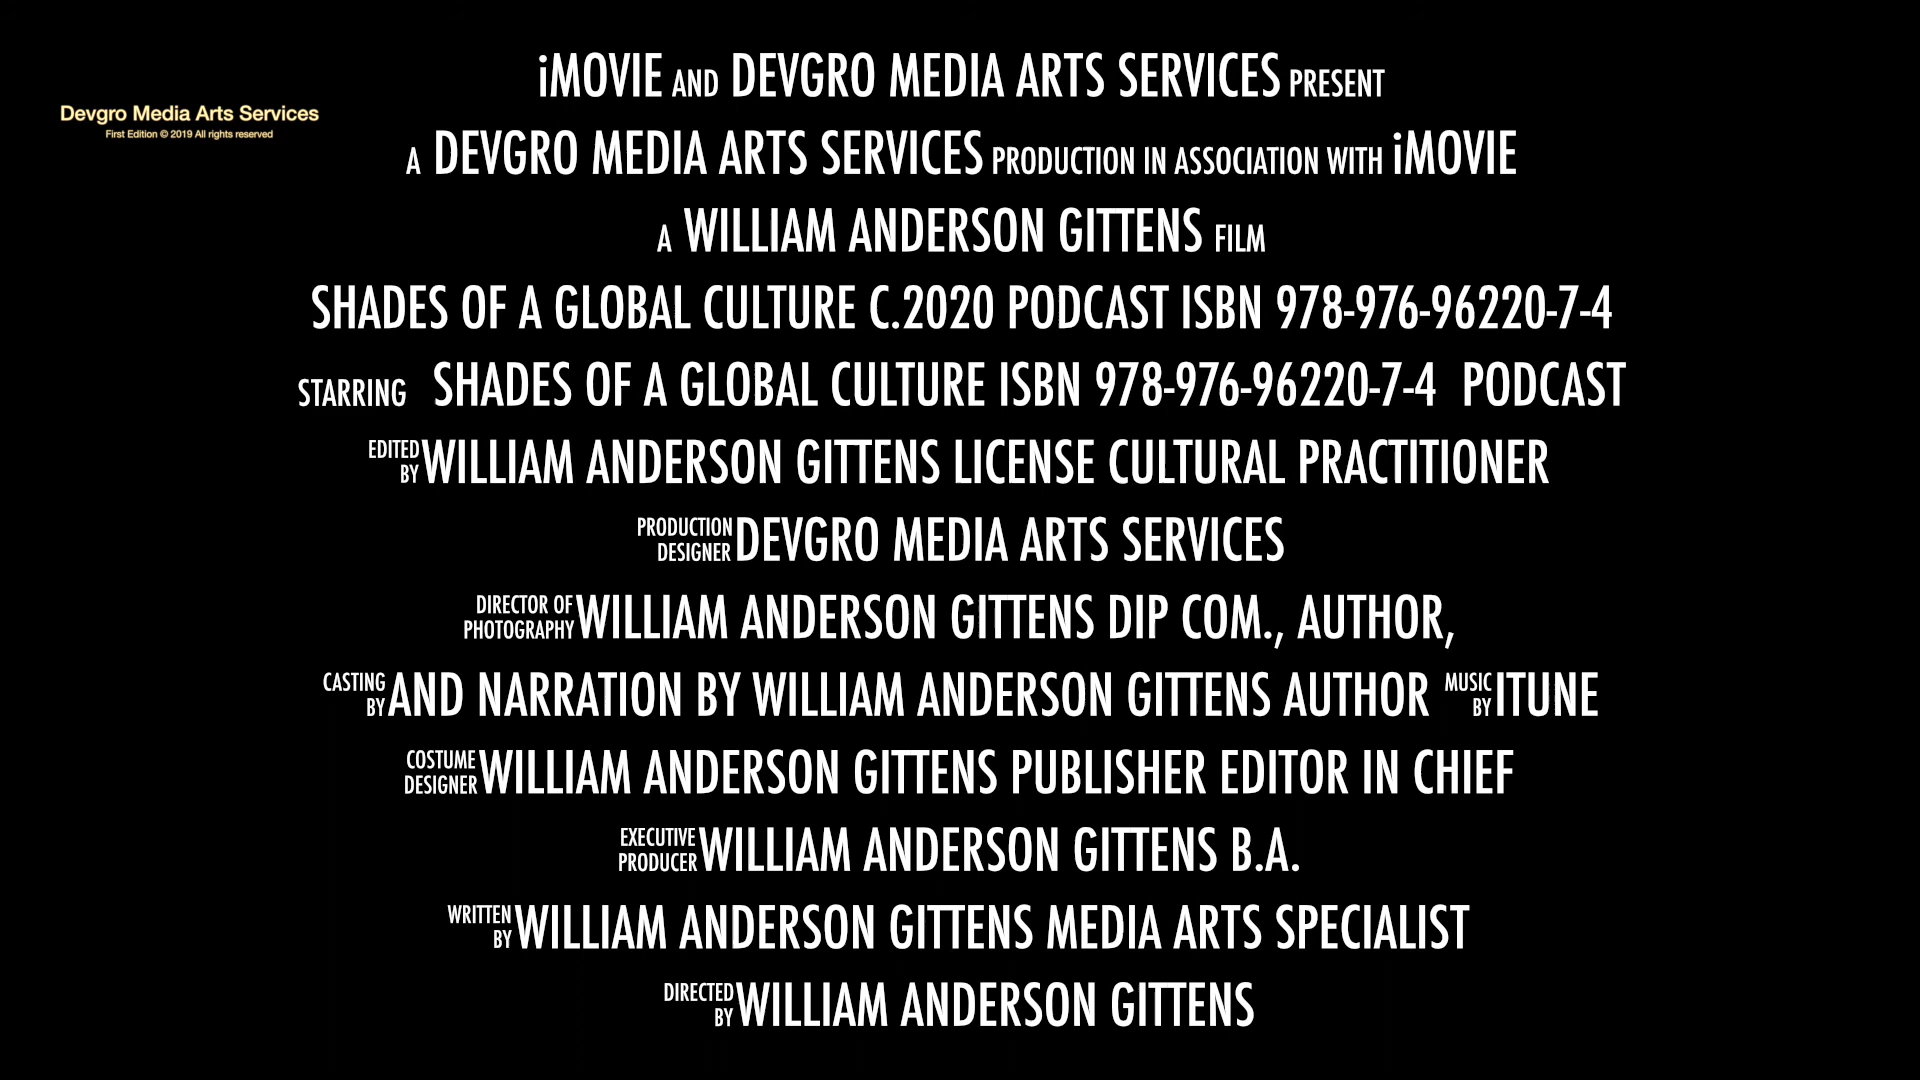 iMOVIE AND DEVGRO MEDIA ARTS SERVICES PRESENT
Devgro Media Arts Services
First Edition © 2019 All rights reserved
A DEVGRO MEDIA ARTS SERVICES PRODUCTION IN ASSOCIATION WITH iMOVIE
A WILLIAM ANDERSON GITTENS FILM
SHADES OF A GLOBAL CULTURE C.2020 PODCAST ISBN 978-976-96220-7-4
STARRING SHADES OF A GLOBAL CULTURE ISBN 978-976-96220-7-4 PODCAST
EDITED BY WILLIAM ANDERSON GITTENS LICENSE CULTURAL PRACTITIONER
PRODUCTION DESIGNER DEVGRO MEDIA ARTS SERVICES
DIRECTOR OF PHOTOGRAPHY WILLIAM ANDERSON GITTENS DIP COM., AUTHOR,
CASTING BY AND NARRATION BY WILLIAM ANDERSON GITTENS AUTHOR MUSIC BY ITUNE
COSTUME DESIGNER WILLIAM ANDERSON GITTENS PUBLISHER EDITOR IN CHIEF
EXECUTIVE PRODUCER WILLIAM ANDERSON GITTENS B.A.
WRITTEN BY WILLIAM ANDERSON GITTENS MEDIA ARTS SPECIALIST
DIRECTED BY WILLIAM ANDERSON GITTENS